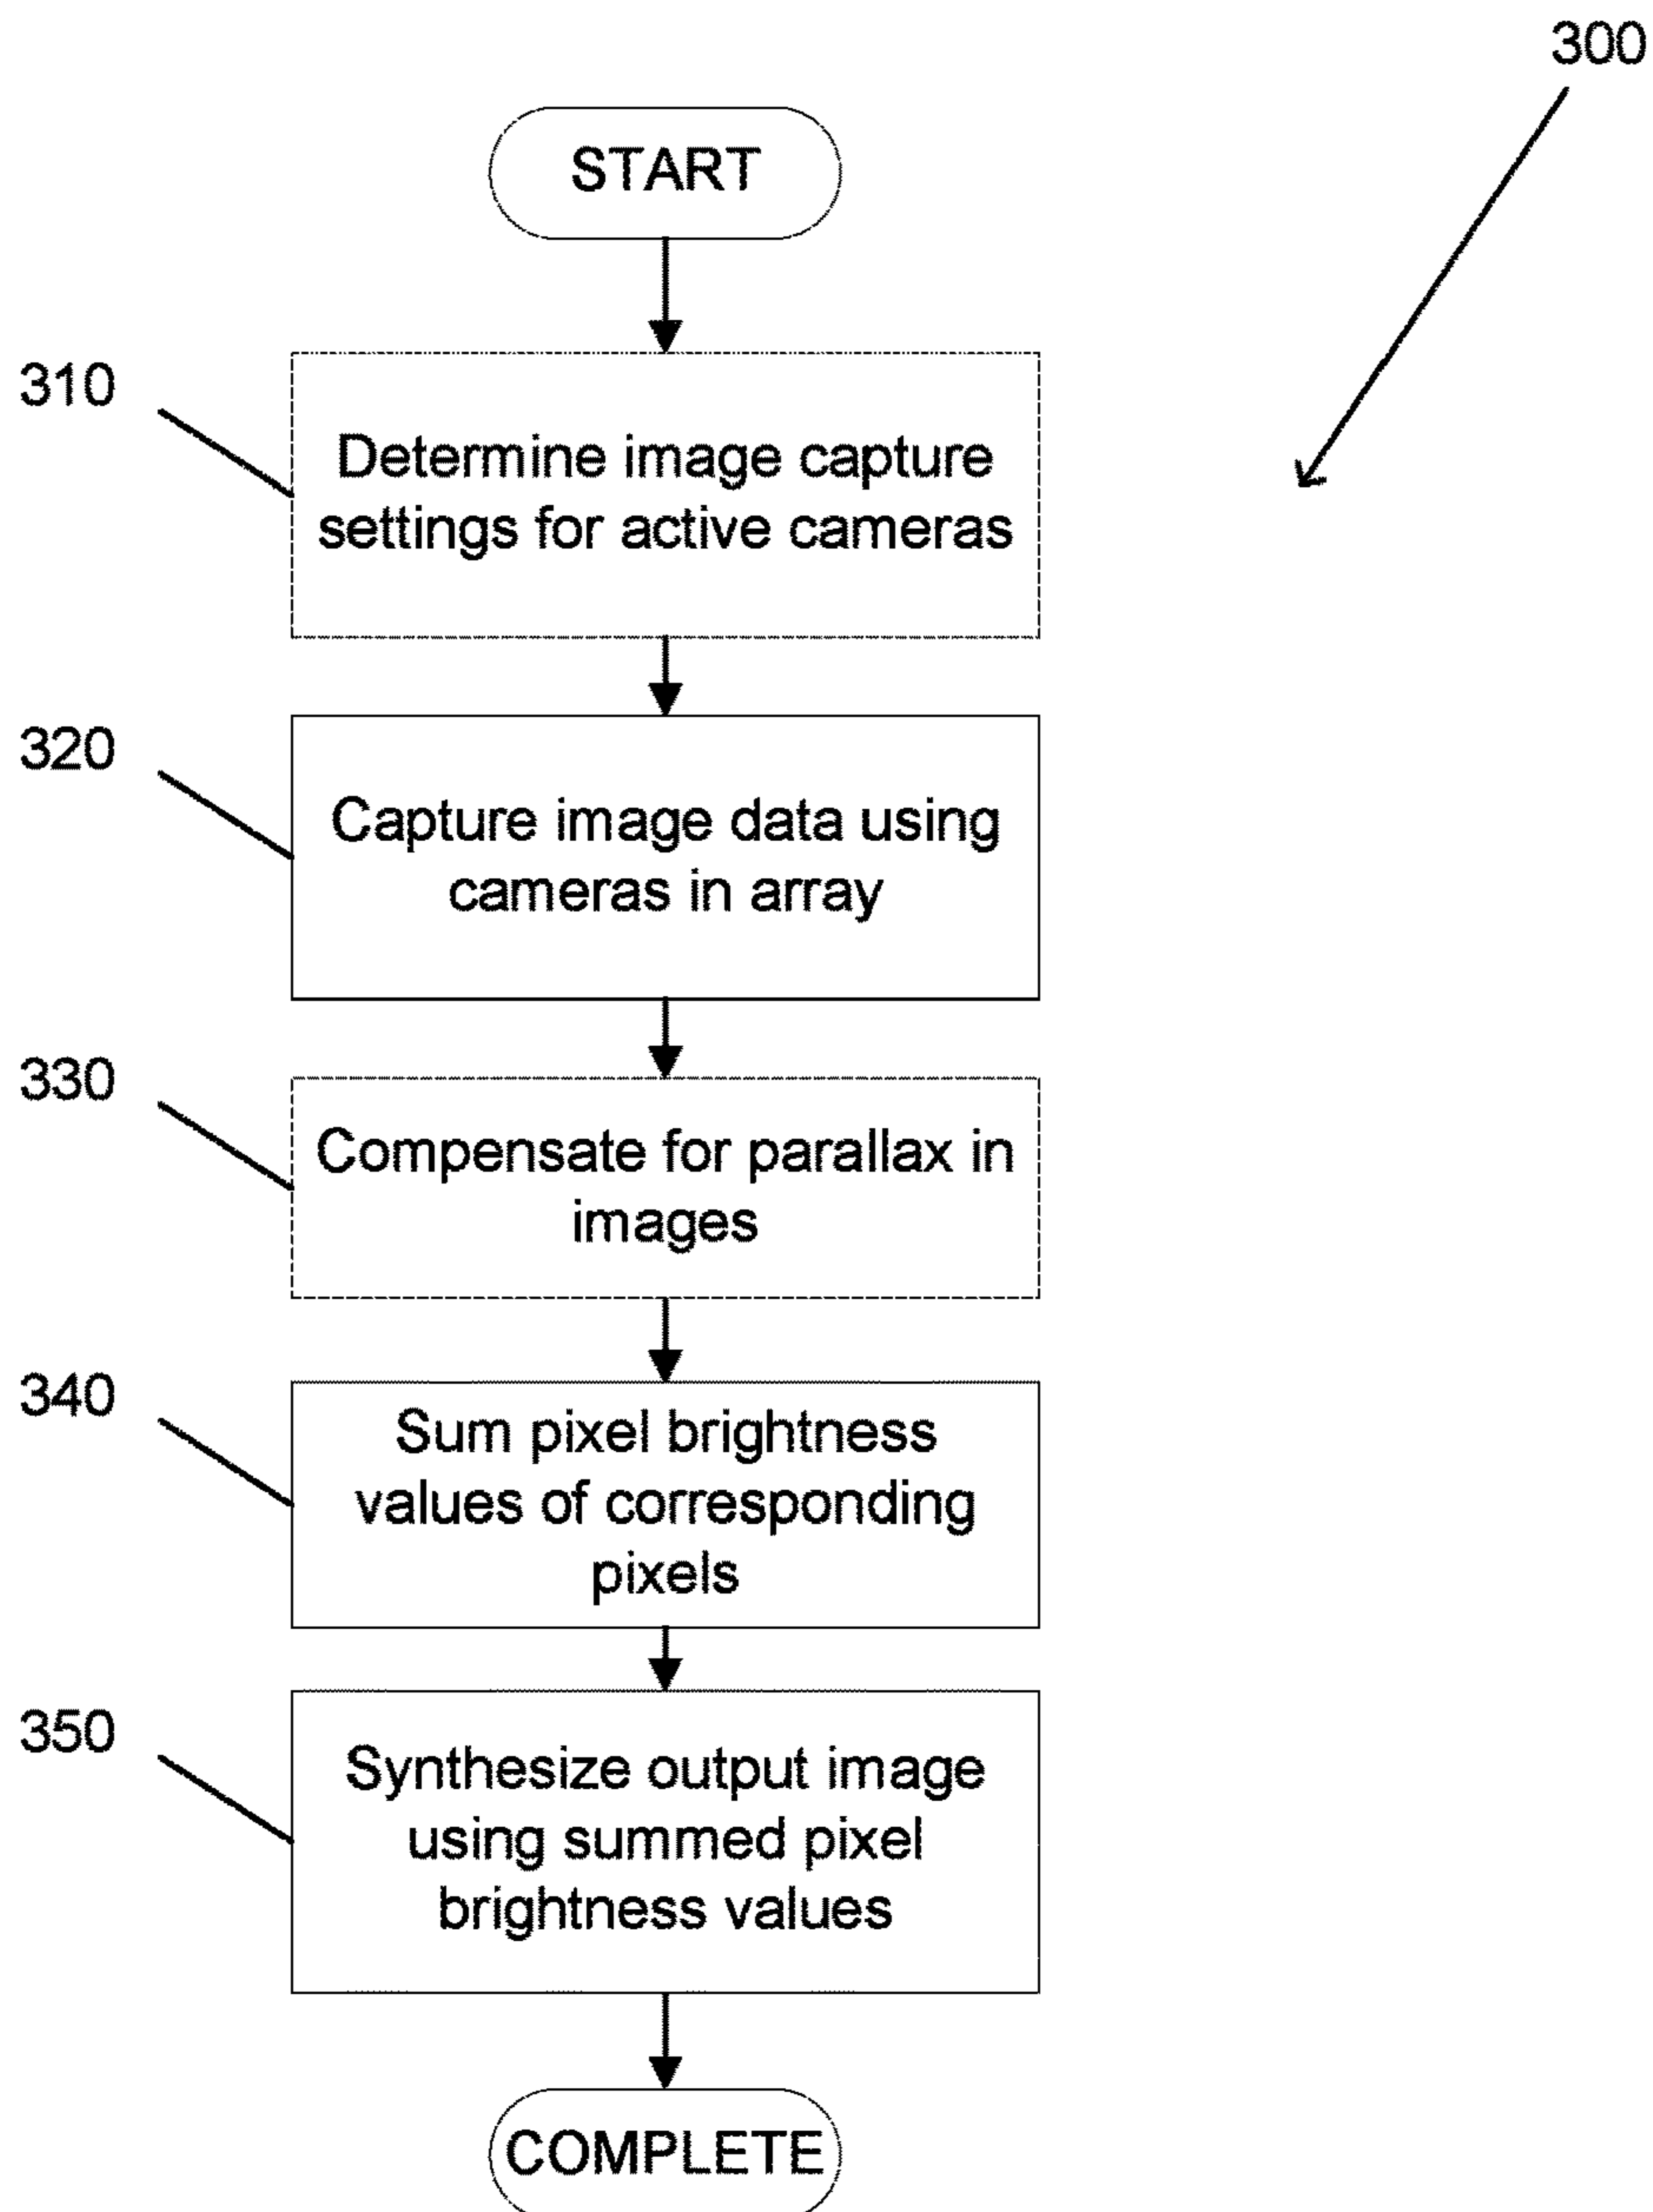 300
START
310
Determine image capture
settings for active cameras
320
Capture image data using
cameras in array
330
Compensate for parallax in
images
340
Sum pixel brightness
values of corresponding
pixels
350
Synthesize output image
using summed pixel
brightness values
COMPLETE